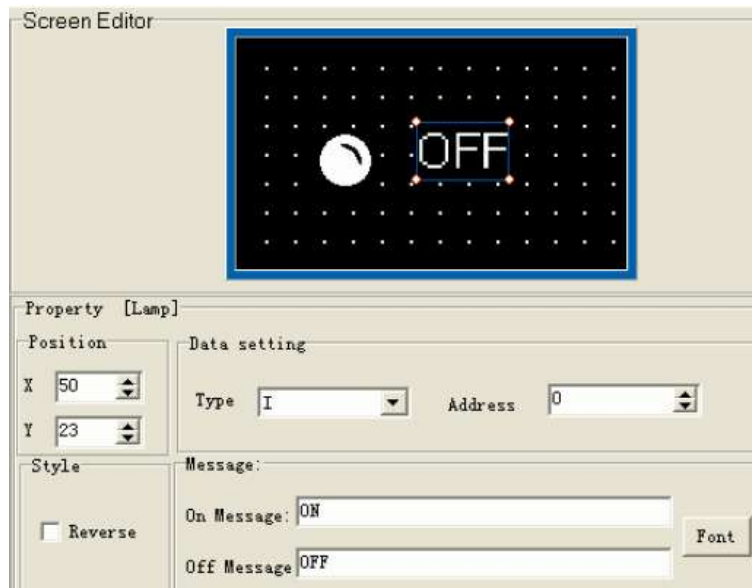 Screen Editor
OFF
Property [Lamp]
Position
X 50
Y 23
Data setting
Type I Address 0
Style
Reverse
Message:
On Message: ON
Off Message OFF
Font